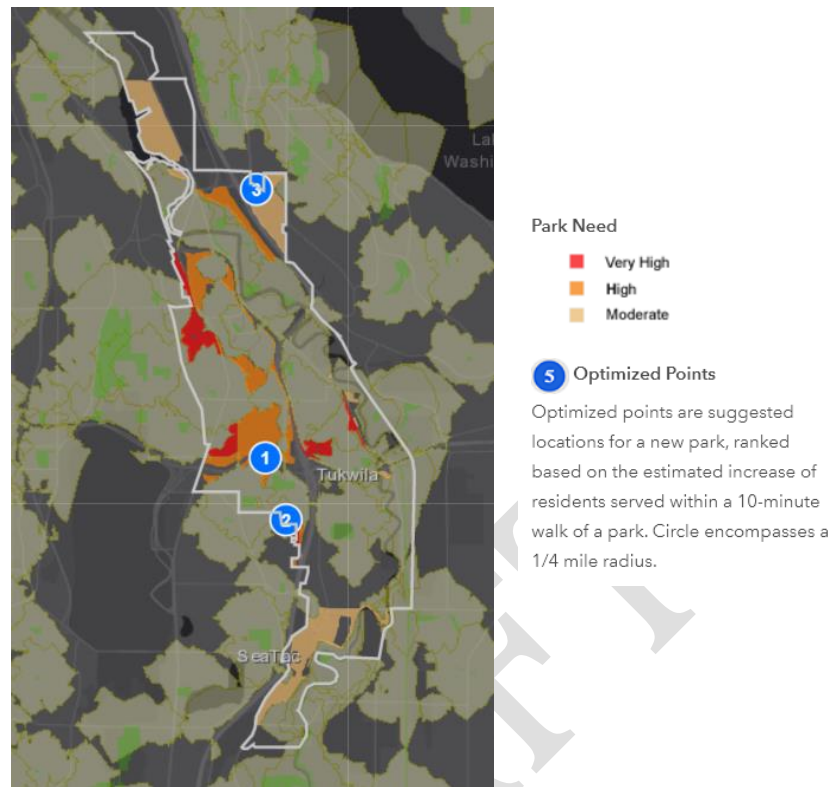 Lal
Washi
3
1
Tukwila
2
SeaTac
Park Need
Very High
High
Moderate
5 Optimized Points
Optimized points are suggested
locations for a new park, ranked
based on the estimated increase of
residents served within a 10-minute
walk of a park. Circle encompasses a
1/4 mile radius.